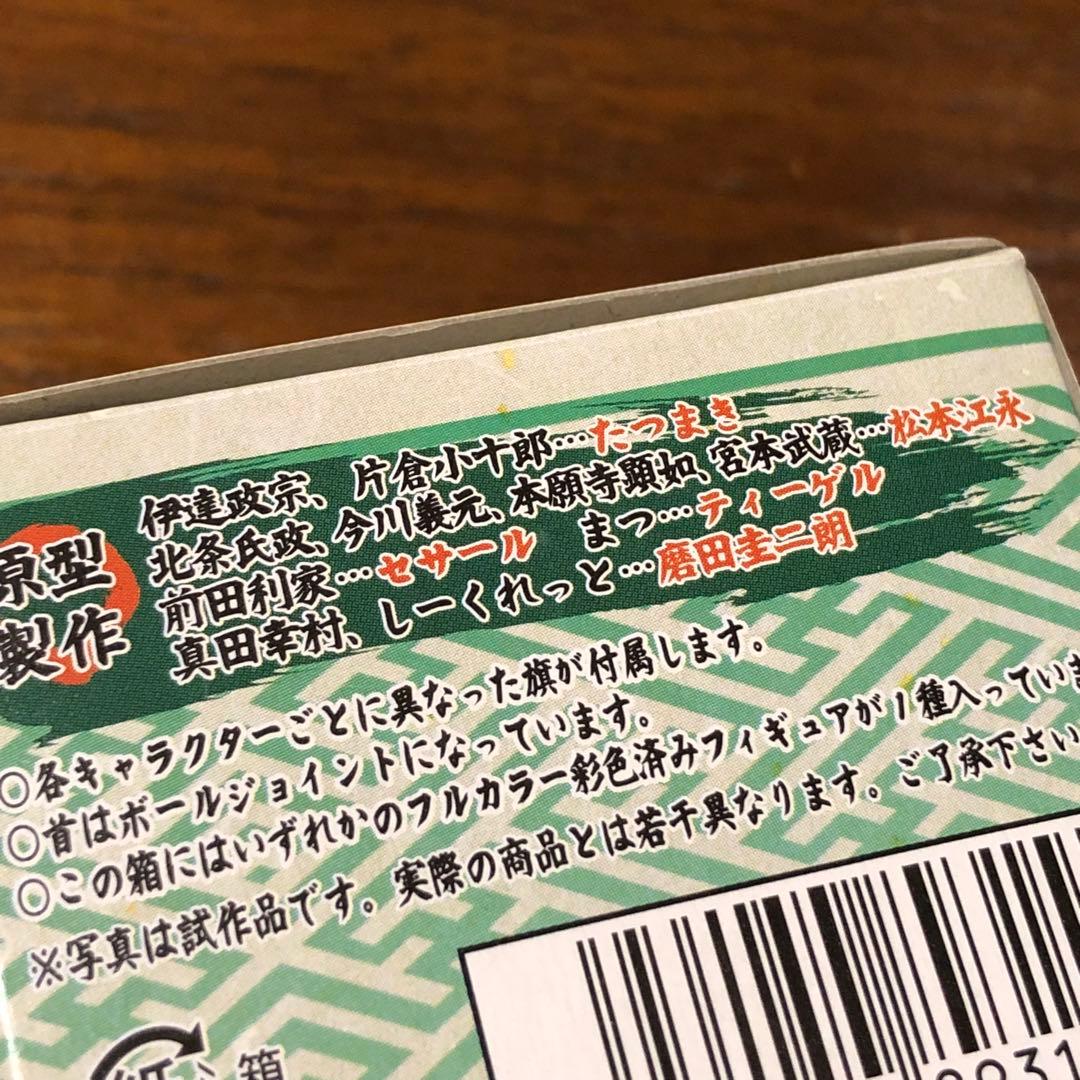 原型
製作
伊達政宗、片倉小十郎…たつまき
北条氏政、今川義元、本願寺顕如、宮本武蔵…松本江永
前田利家…セサール まつ…ティーゲル
真田幸村、しーくれっと…磨田圭二朗
○各キャラクターごとに異なった旗が付属します。
○首はボールジョイントになっています。
○この箱にはいずれかのフルカラー彩色済みフィギュアが1種入っていま
※写真は試作品です。実際の商品とは若干異なります。ご了承下さい
紙 箱